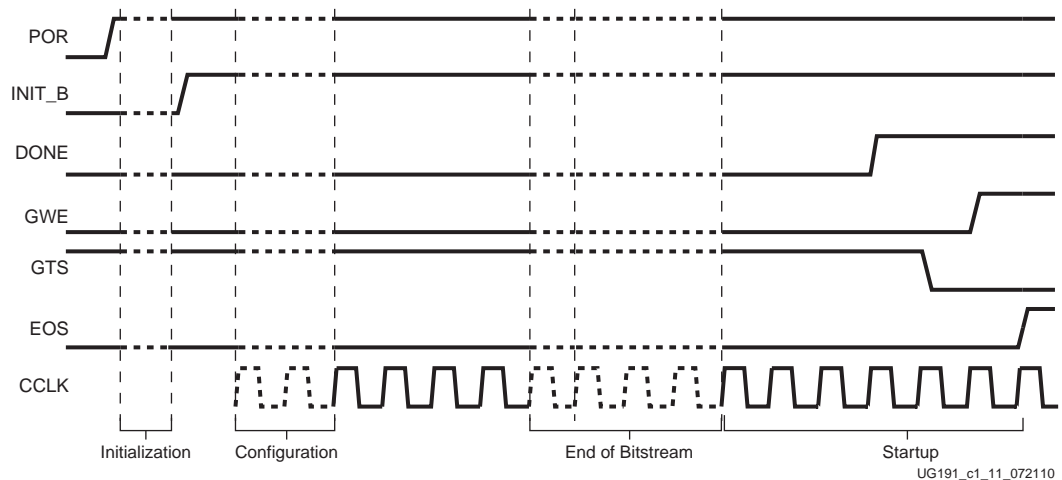 POR
INIT_B
DONE
GWE
GTS
EOS
CCLK
Initialization
Configuration
End of Bitstream
Startup
UG191_c1_11_072110